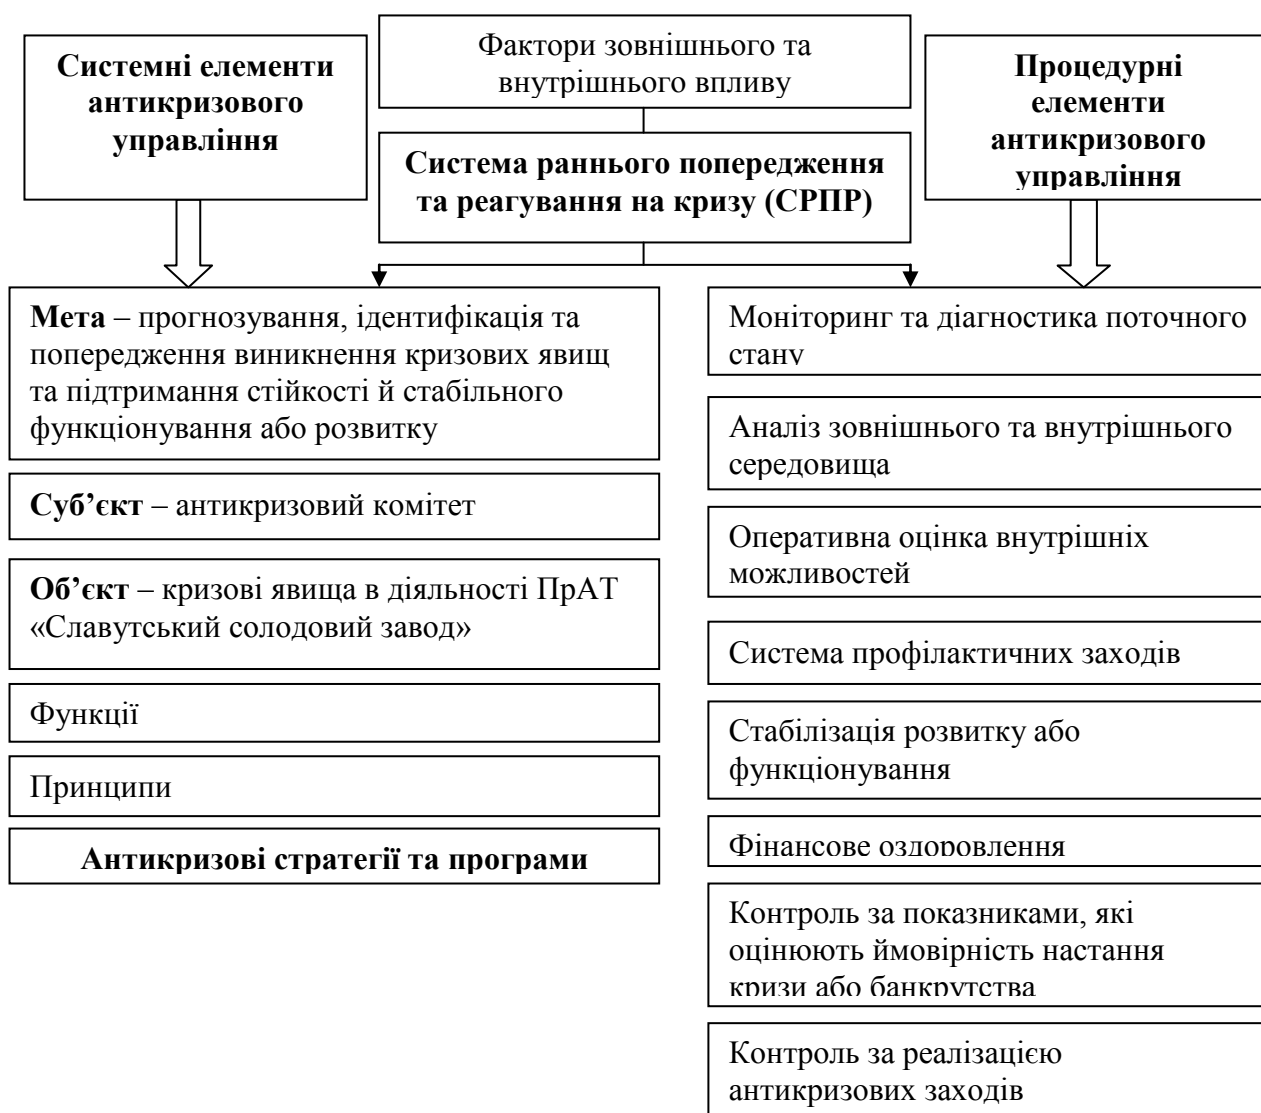 Системні елементи
антикризового
управління
Фактори зовнішнього та
внутрішнього впливу
Процедурні
елементи
антикризового
управління
Система раннього попередження
та реагування на кризу (СРПР)
Мета – прогнозування, ідентифікація та
попередження виникнення кризових явищ
та підтримання стійкості й стабільного
функціонування або розвитку
Суб’єкт – антикризовий комітет
Об’єкт – кризові явища в діяльності ПрАТ
«Славутський солодовий завод»
Функції
Принципи
Антикризові стратегії та програми
Моніторинг та діагностика поточного
стану
Аналіз зовнішнього та внутрішнього
середовища
Оперативна оцінка внутрішніх
можливостей
Система профілактичних заходів
Стабілізація розвитку або
функціонування
Фінансове оздоровлення
Контроль за показниками, які
оцінюють ймовірність настання
кризи або банкрутства
Контроль за реалізацією
антикризових заходів